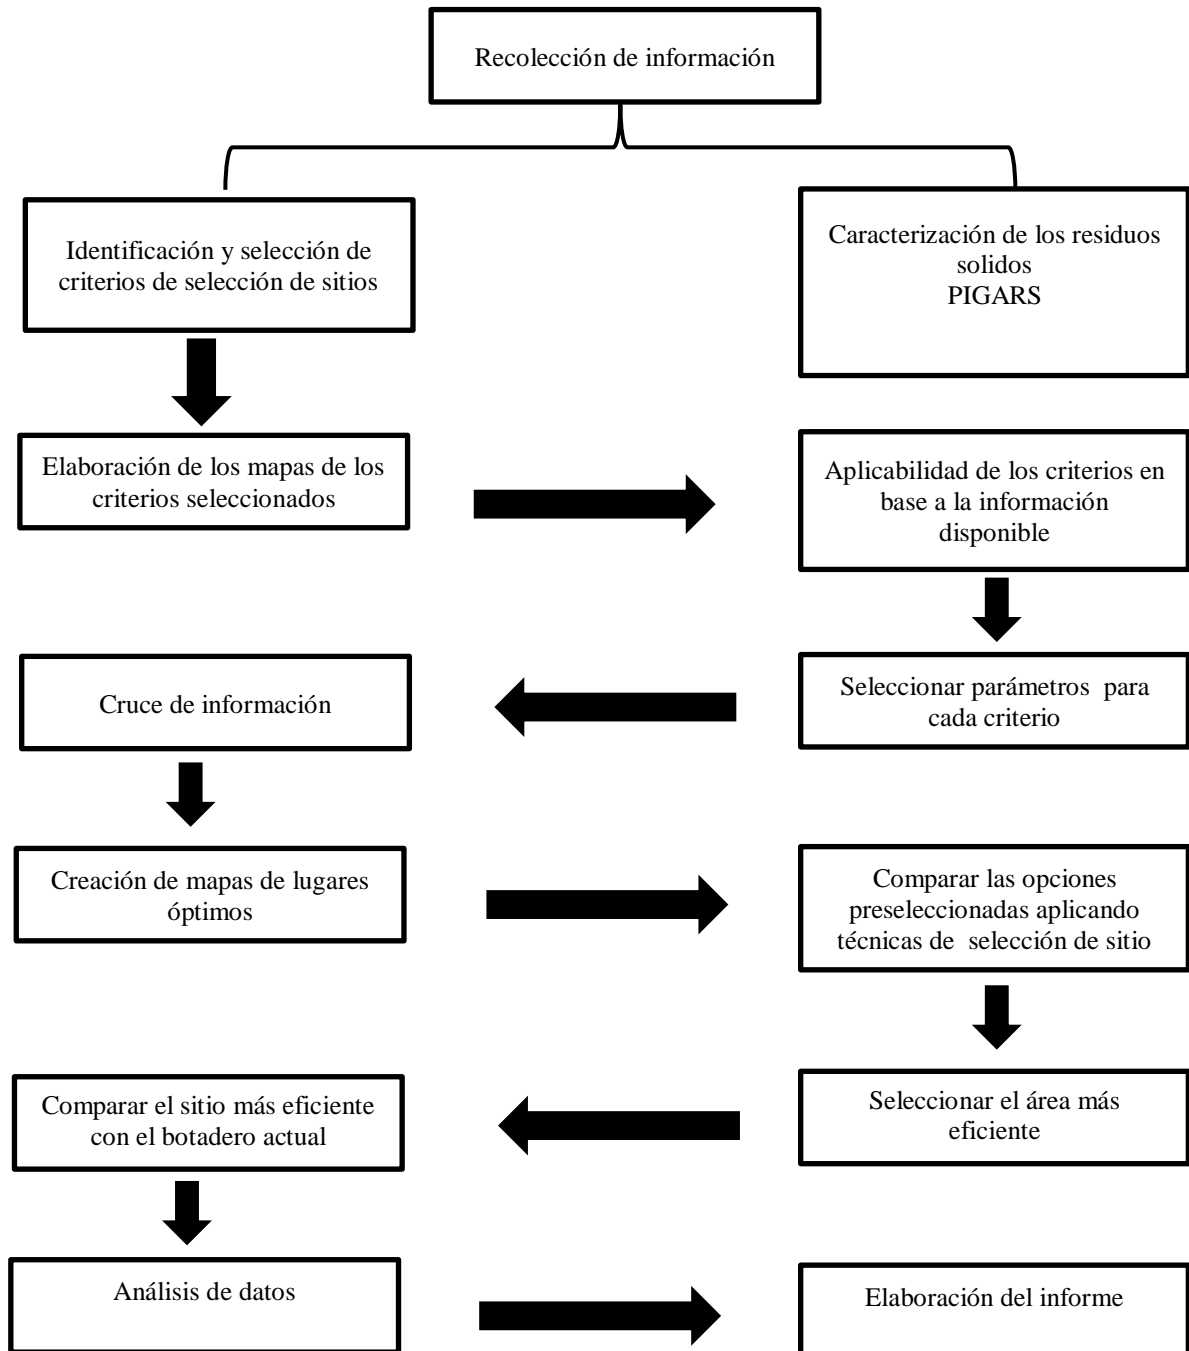 Recolección de información
Identificación y selección de
criterios de selección de sitios
Caracterización de los residuos
solidos
PIGARS
Elaboración de los mapas de los
criterios seleccionados
Aplicabilidad de los criterios en
base a la información
disponible
Seleccionar parámetros para
cada criterio
Cruce de información
Creación de mapas de lugares
óptimos
Comparar las opciones
preseleccionadas aplicando
técnicas de selección de sitio
Seleccionar el área más
eficiente
Comparar el sitio más eficiente
con el botadero actual
Análisis de datos
Elaboración del informe